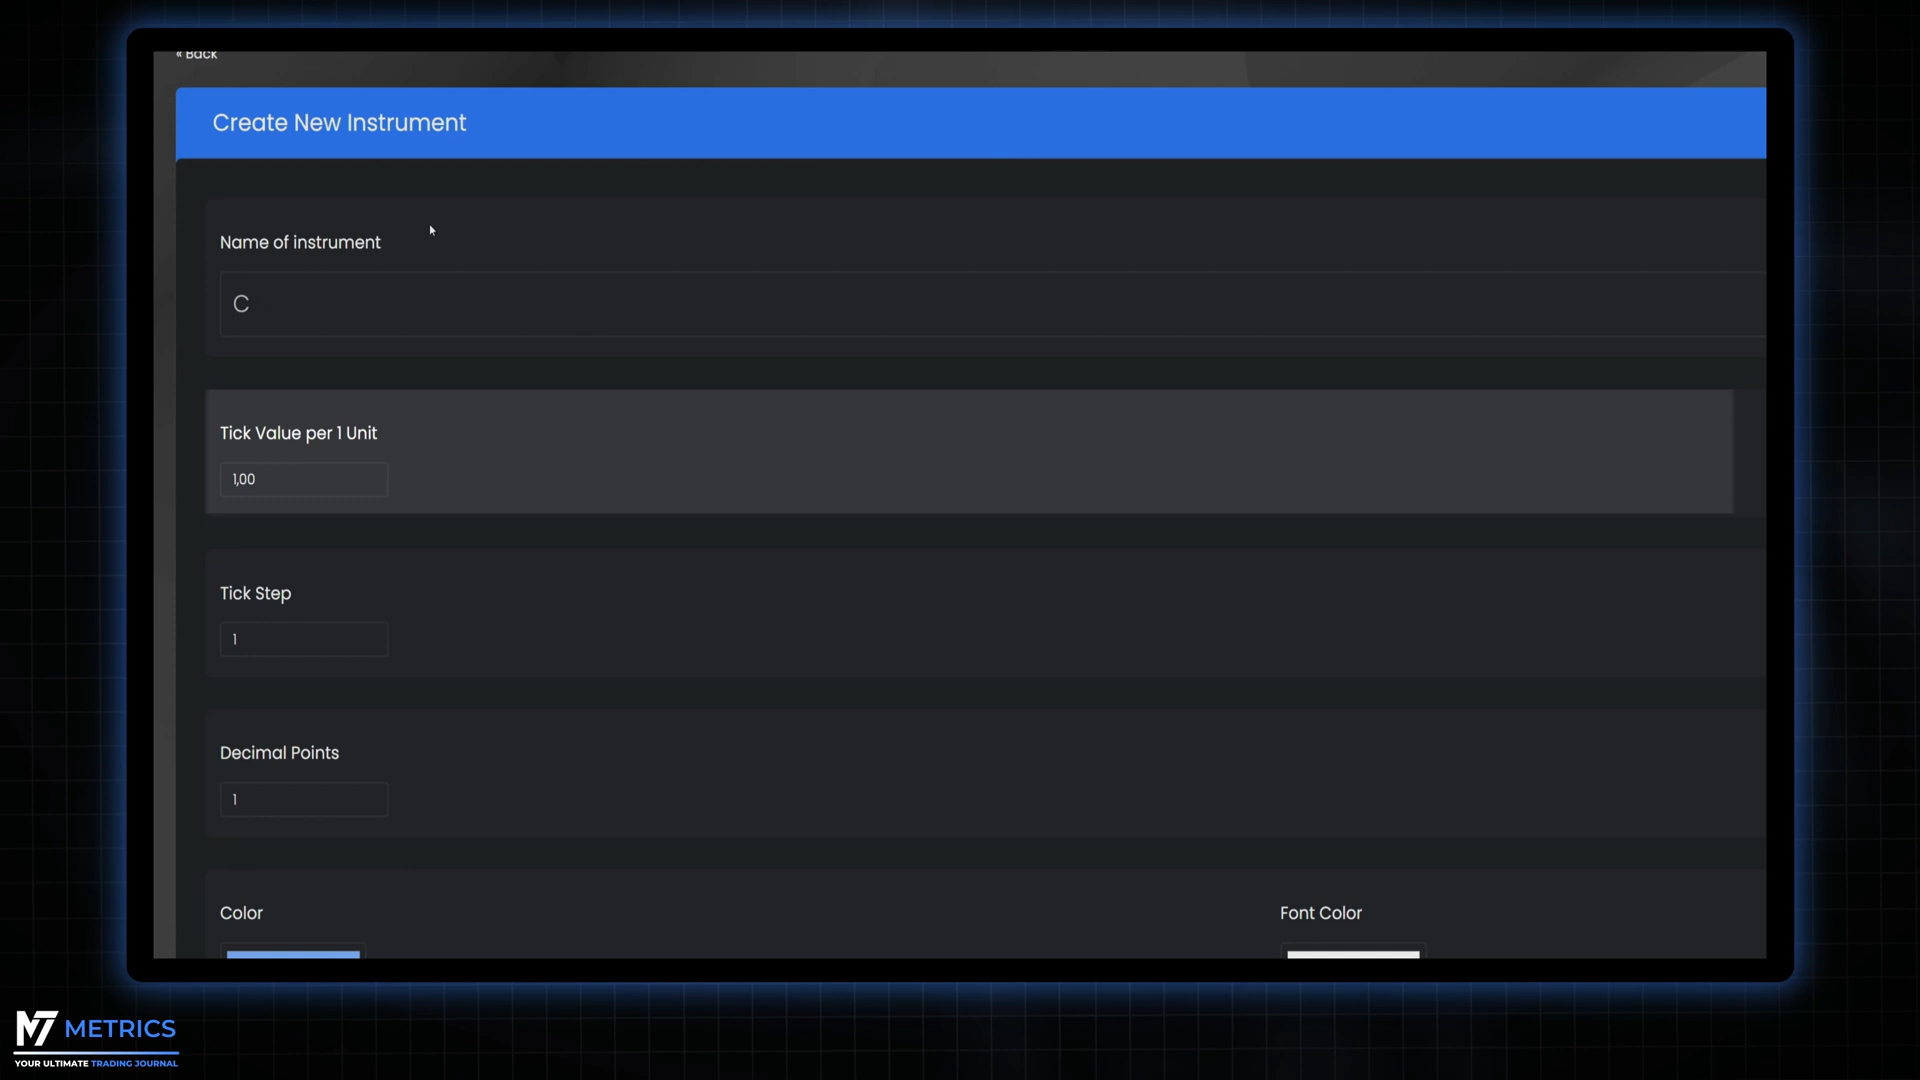 « Back
Create New Instrument
Name of instrument
C
Tick Value per 1 Unit
1,00
Tick Step
1
Decimal Points
1
Color
Font Color
METRICS
YOUR ULTIMATE TRADING JOURNAL